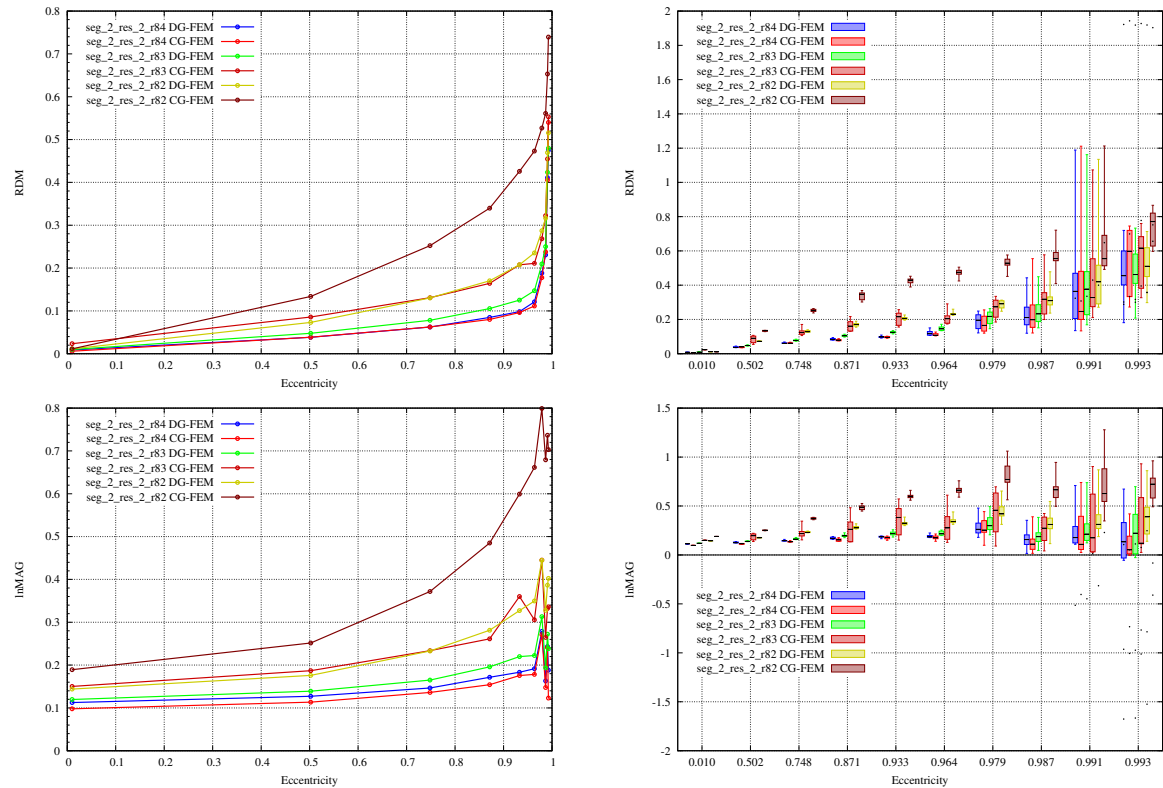 0.8
0.7
0.6
0.5
0.4
0.3
0.2
0.1
0
RDM
seg_2_res_2_r84 DG-FEM
seg_2_res_2_r84 CG-FEM
seg_2_res_2_r83 DG-FEM
seg_2_res_2_r83 CG-FEM
seg_2_res_2_r82 DG-FEM
seg_2_res_2_r82 CG-FEM
0 0.1 0.2 0.3 0.4 0.5 0.6 0.7 0.8 0.9 1
Eccentricity
2
1.8
1.6
1.4
1.2
1
0.8
0.6
0.4
0.2
0
RDM
seg_2_res_2_r84 DG-FEM
seg_2_res_2_r84 CG-FEM
seg_2_res_2_r83 DG-FEM
seg_2_res_2_r83 CG-FEM
seg_2_res_2_r82 DG-FEM
seg_2_res_2_r82 CG-FEM
0.010 0.502 0.748 0.871 0.933 0.964 0.979 0.987 0.991 0.993
Eccentricity
0.8
0.7
0.6
0.5
0.4
0.3
0.2
0.1
0
lnMAG
seg_2_res_2_r84 DG-FEM
seg_2_res_2_r84 CG-FEM
seg_2_res_2_r83 DG-FEM
seg_2_res_2_r83 CG-FEM
seg_2_res_2_r82 DG-FEM
seg_2_res_2_r82 CG-FEM
0 0.1 0.2 0.3 0.4 0.5 0.6 0.7 0.8 0.9 1
Eccentricity
1.5
1
0.5
0
-0.5
-1
-1.5
-2
lnMAG
seg_2_res_2_r84 DG-FEM
seg_2_res_2_r84 CG-FEM
seg_2_res_2_r83 DG-FEM
seg_2_res_2_r83 CG-FEM
seg_2_res_2_r82 DG-FEM
seg_2_res_2_r82 CG-FEM
0.010 0.502 0.748 0.871 0.933 0.964 0.979 0.987 0.991 0.993
Eccentricity